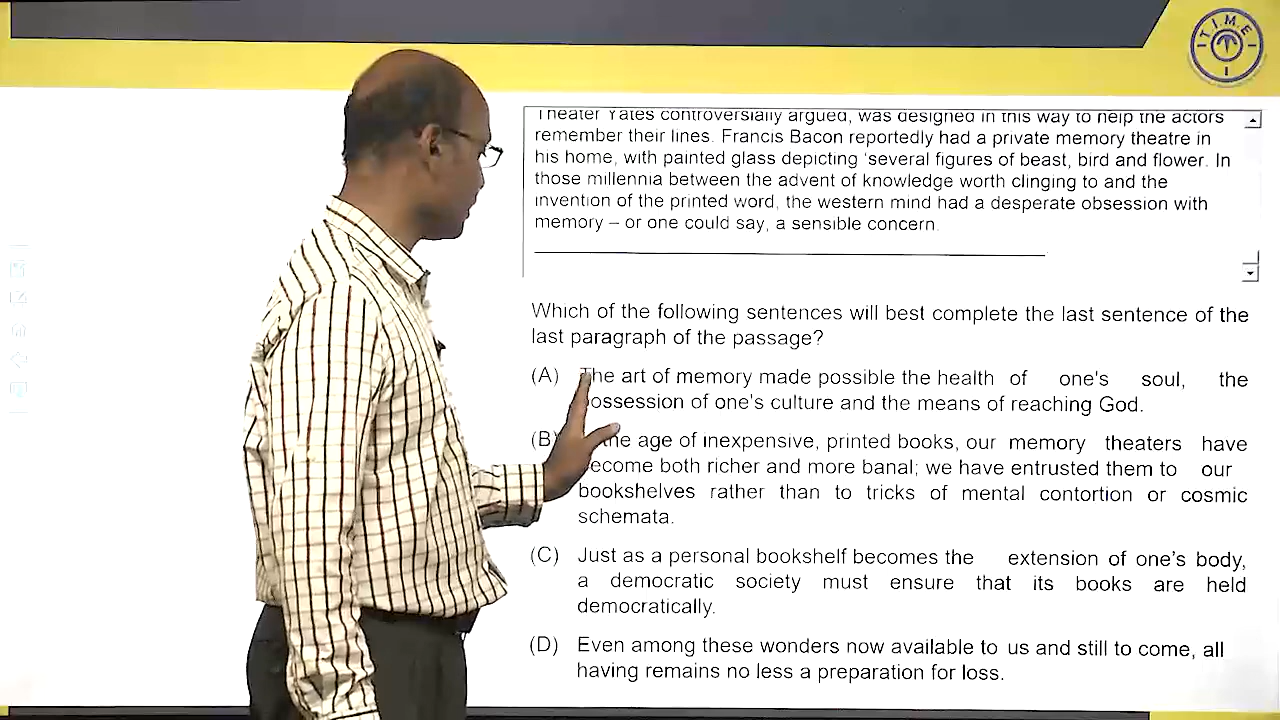 T.I.M.E.
Theater Yates controversially argued, was designed in this way to help the actors
remember their lines. Francis Bacon reportedly had a private memory theatre in
his home, with painted glass depicting 'several figures of beast, bird and flower. In
those millennia between the advent of knowledge worth clinging to and the
invention of the printed word, the western mind had a desperate obsession with
memory – or one could say, a sensible concern.
Which of the following sentences will best complete the last sentence of the
last paragraph of the passage?
(A) The art of memory made possible the health of one's soul, the
possession of one's culture and the means of reaching God.
(B) the age of inexpensive, printed books, our memory theaters have
become both richer and more banal; we have entrusted them to our
bookshelves rather than to tricks of mental contortion or cosmic
schemata.
(C) Just as a personal bookshelf becomes the extension of one's body,
a democratic society must ensure that its books are held
democratically.
(D) Even among these wonders now available to us and still to come, all
having remains no less a preparation for loss.